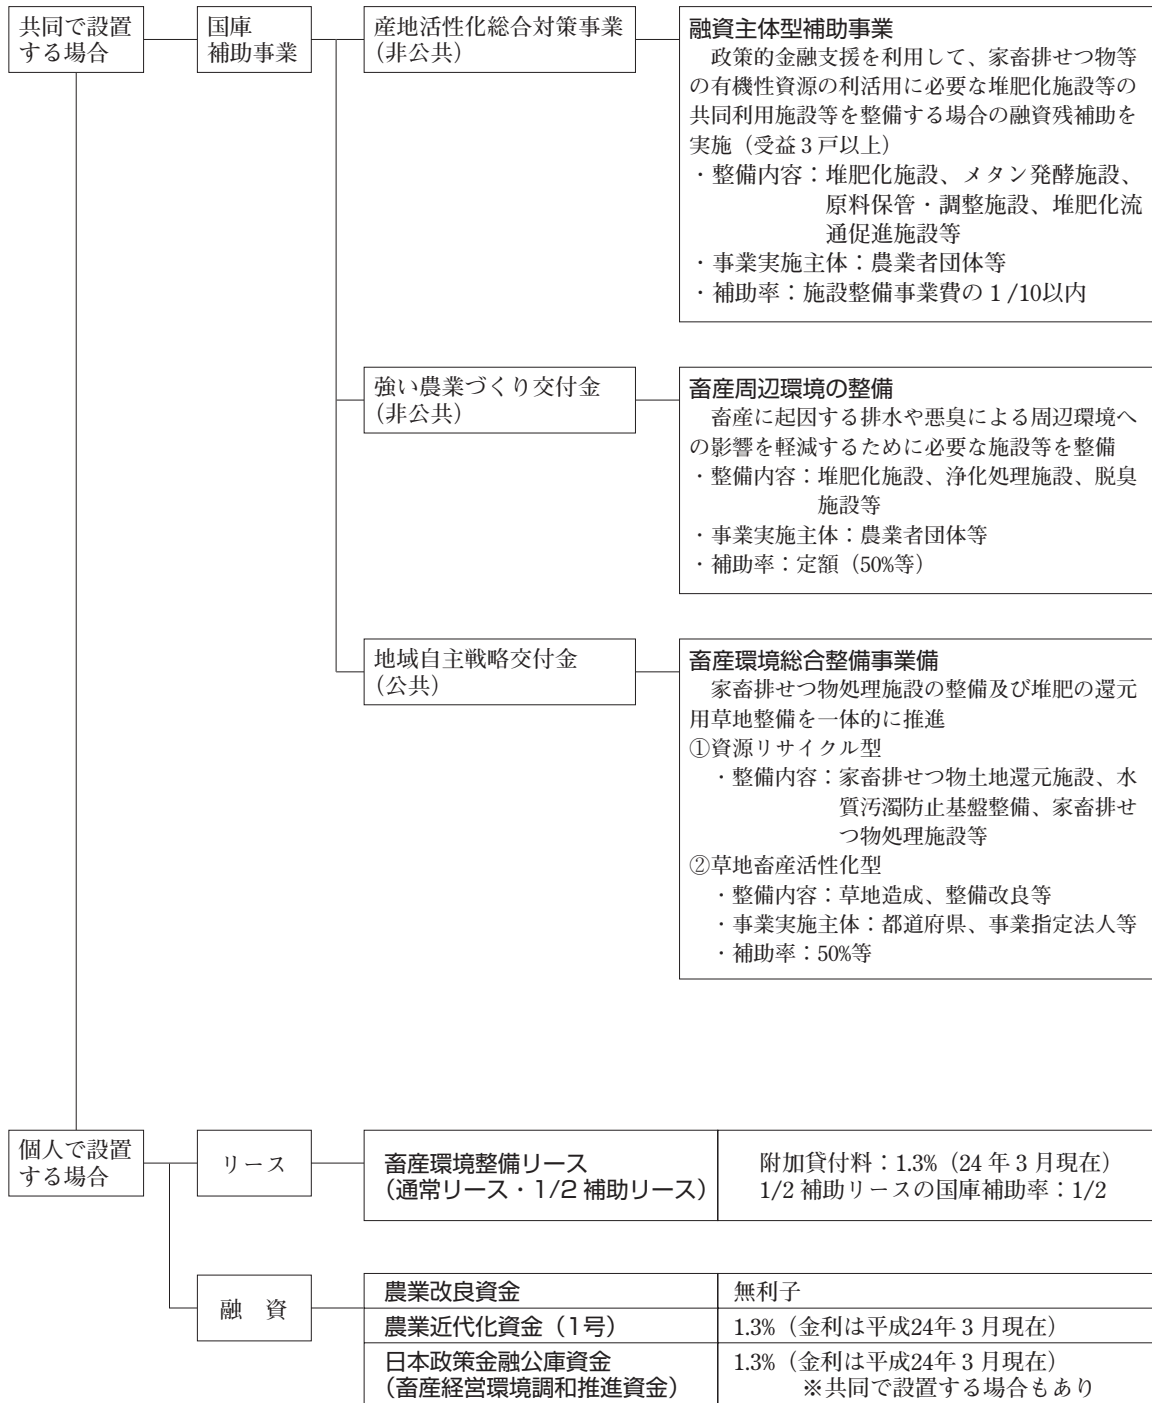 共同で設置
する場合
国庫
補助事業
産地活性化総合対策事業
(非公共)
融資主体型補助事業
政策的金融支援を利用して、家畜排せつ物等
の有機性資源の利活用に必要な堆肥化施設等の
共同利用施設等を整備する場合の融資残補助を
実施（受益３戸以上）
・整備内容：堆肥化施設、メタン発酵施設、
原料保管・調整施設、堆肥化流
通促進施設等
・事業実施主体：農業者団体等
・補助率：施設整備事業費の１/10以内
強い農業づくり交付金
(非公共)
畜産周辺環境の整備
畜産に起因する排水や悪臭による周辺環境へ
の影響を軽減するために必要な施設等を整備
・整備内容：堆肥化施設、浄化処理施設、脱臭
施設等
・事業実施主体：農業者団体等
・補助率：定額（50%等）
地域自主戦略交付金
(公共)
畜産環境総合整備事業備
家畜排せつ物処理施設の整備及び堆肥の還元
用草地整備を一体的に推進
①資源リサイクル型
・整備内容：家畜排せつ物土地還元施設、水
質汚濁防止基盤整備、家畜排せ
つ物処理施設等
②草地畜産活性化型
・整備内容：草地造成、整備改良等
・事業実施主体：都道府県、事業指定法人等
・補助率：50%等
個人で設置
する場合
リース
畜産環境整備リース
(通常リース・1/2 補助リース)
附加貸付料：1.3%（24 年 3 月現在）
1/2 補助リースの国庫補助率：1/2
融　資
農業改良資金
無利子
農業近代化資金（1号）
1.3%（金利は平成24年３月現在）
日本政策金融公庫資金
(畜産経営環境調和推進資金)
1.3%（金利は平成24年３月現在）
※共同で設置する場合もあり